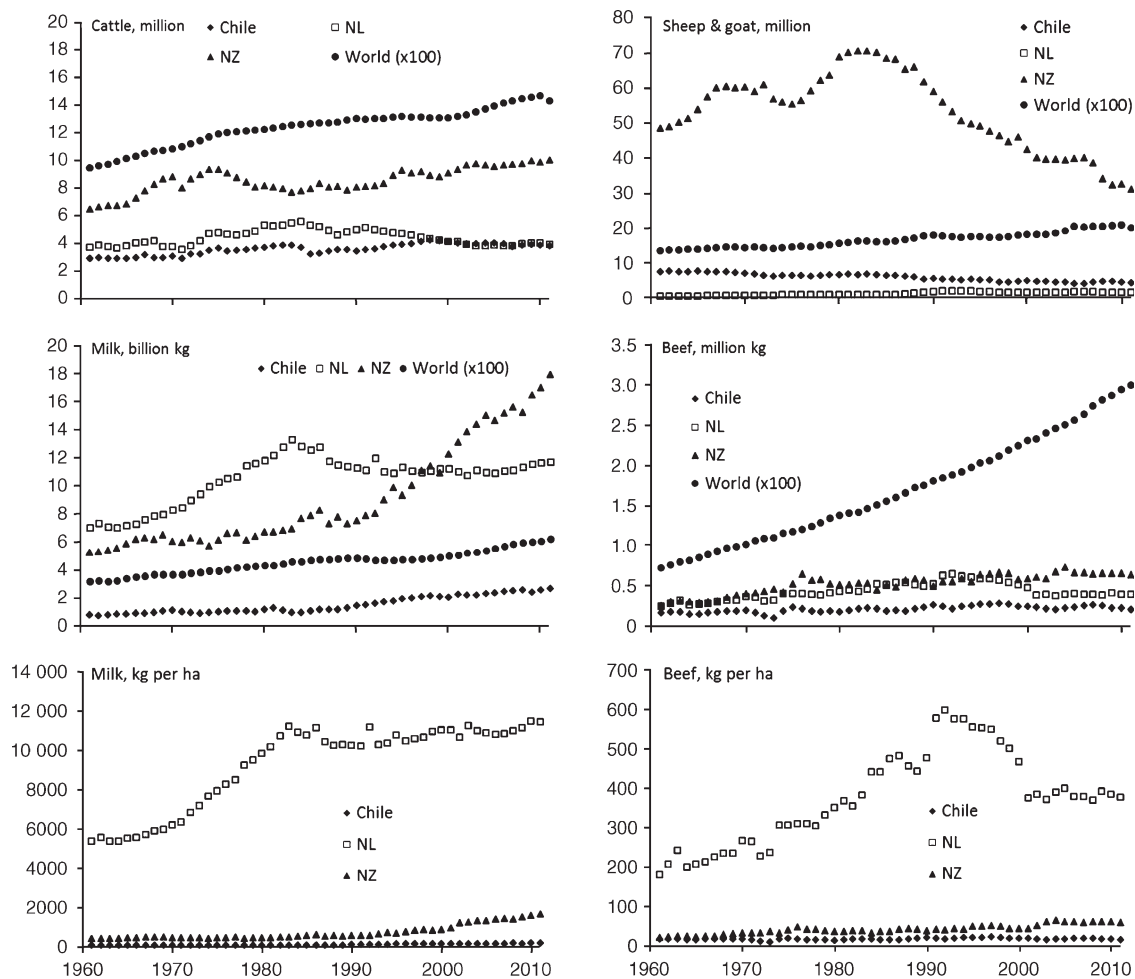 Cattle, million
Chile
NL
NZ
World (x100)
20
18
16
14
12
10
8
6
4
2
0
Sheep & goat, million
Chile
NL
NZ
World (x100)
80
70
60
50
40
30
20
10
0
Milk, billion kg
Chile NL NZ World (x100)
20
18
16
14
12
10
8
6
4
2
0
Beef, million kg
Chile
NL
NZ
World (x100)
3.5
3.0
2.5
2.0
1.5
1.0
0.5
0
Milk, kg per ha
Chile
NL
NZ
14 000
12 000
10 000
8000
6000
4000
2000
0
1960 1970 1980 1990 2000 2010
Beef, kg per ha
Chile
NL
NZ
700
600
500
400
300
200
100
0
1960 1970 1980 1990 2000 2010